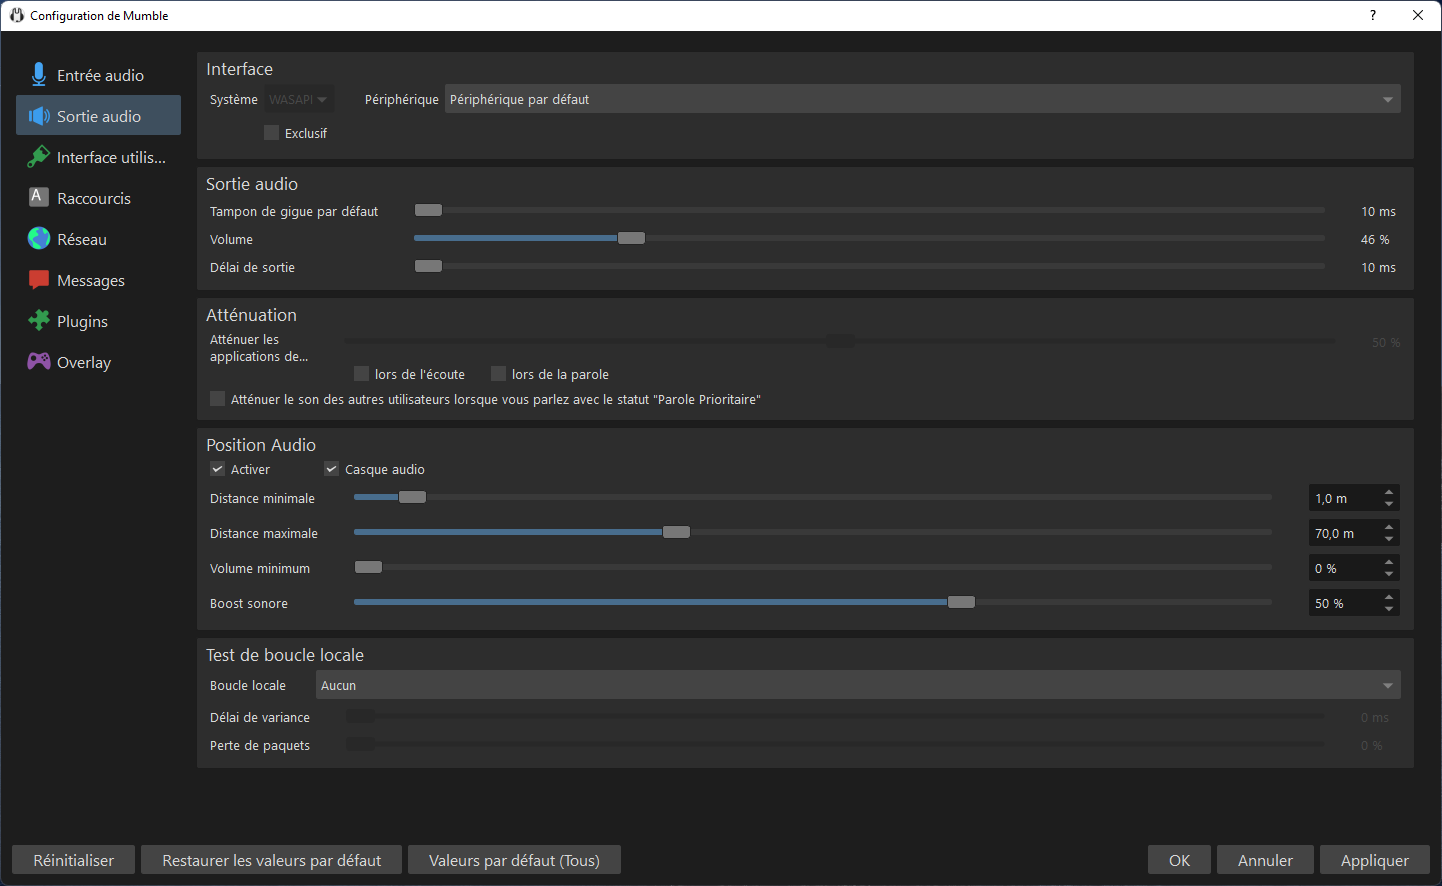 Configuration de Mumble
?
Entrée audio
Sortie audio
Interface utilis...
Raccourcis
Réseau
Messages
Plugins
Overlay
Interface
Système WASAPI Périphérique Périphérique par défaut
Exclusif
Sortie audio
Tampon de gigue par défaut 10 ms
Volume 46 %
Délai de sortie 10 ms
Atténuation
Atténuer les
applications de... 50 %
lors de l'écoute lors de la parole
Atténuer le son des autres utilisateurs lorsque vous parlez avec le statut "Parole Prioritaire"
Position Audio
Activer Casque audio
Distance minimale 1,0 m
Distance maximale 70,0 m
Volume minimum 0 %
Boost sonore 50 %
Test de boucle locale
Boucle locale Aucun
Délai de variance 0 ms
Perte de paquets 0 %
Réinitialiser Restaurer les valeurs par défaut Valeurs par défaut (Tous) OK Annuler Appliquer